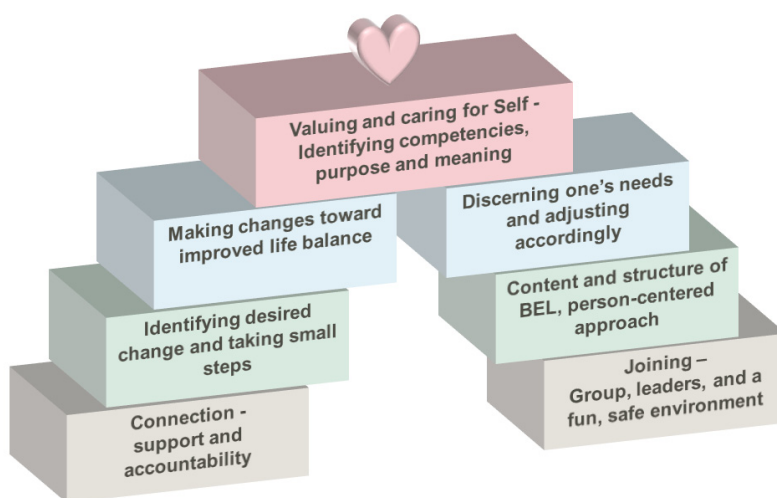 Valuing and caring for Self -
Identifying competencies,
purpose and meaning
Making changes toward
improved life balance
Discerning one's needs
and adjusting
accordingly
Identifying desired
change and taking small
steps
Content and structure of
BEL, person-centered
approach
Connection -
support and
accountability
Joining –
Group, leaders, and a
fun, safe environment